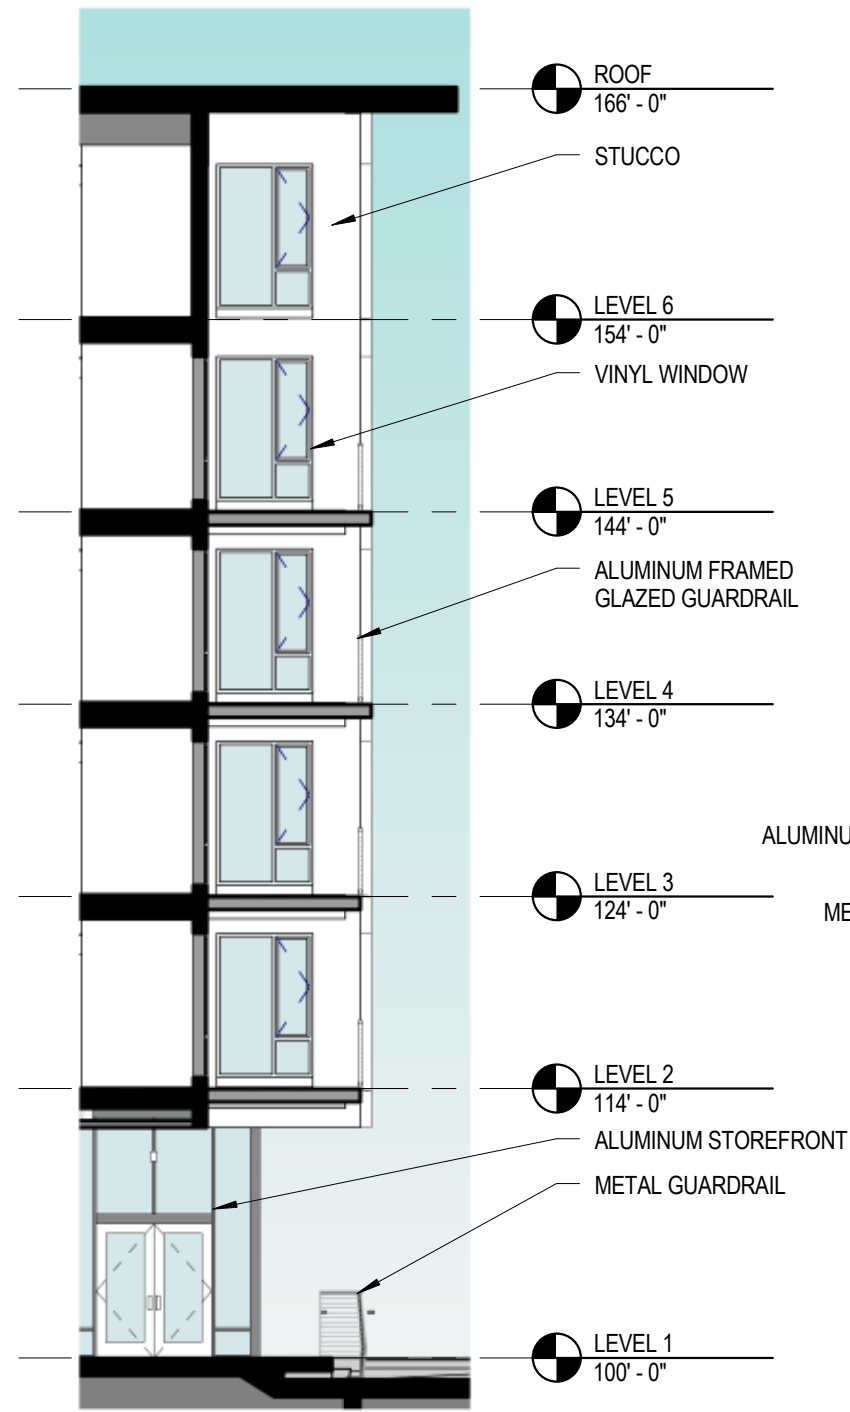 ROOF
166' - 0"
STUCCO
LEVEL 6
154' - 0"
VINYL WINDOW
LEVEL 5
144' - 0"
ALUMINUM FRAMED
GLAZED GUARDRAIL
LEVEL 4
134' - 0"
ALUMINU
LEVEL 3
124' - 0"
ME
LEVEL 2
114' - 0"
ALUMINUM STOREFRONT
METAL GUARDRAIL
LEVEL 1
100' - 0"